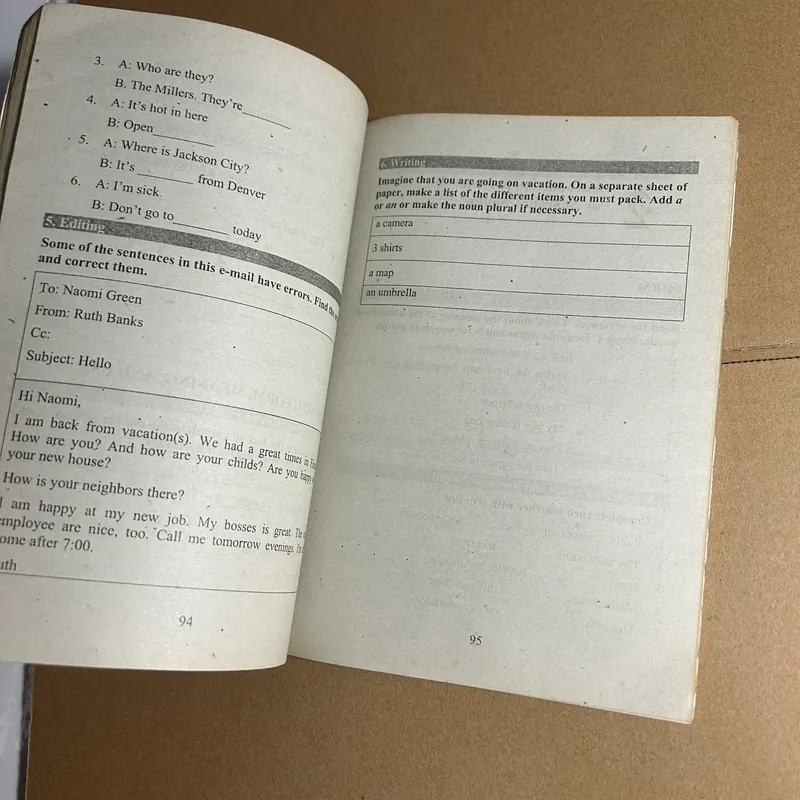 3. A: Who are they?
B. The Millers. They're________
4. A: It's hot in here
B: Open__________
5. A: Where is Jackson City?
B: It's ________ from Denver
6. A: I'm sick.
B: Don't go to ________ today
5. Editing
Some of the sentences in this e-mail have errors. Find the
and correct them.
To: Naomi Green
From: Ruth Banks
Cc:
Subject: Hello
Hi Naomi,
I am back from vacation(s). We had a great times in
How are you? And how are your childs? Are you happy
your new house?
How is your neighbors there?
I am happy at my new job. My bosses is great. The
employee are nice, too. Call me tomorrow evenings.
ome after 7:00.
uth
94
6. Writing
Imagine that you are going on vacation. On a separate sheet of
paper, make a list of the different items you must pack. Add a
or an or make the noun plural if necessary.
a camera
3 shirts
a map
an umbrella
95